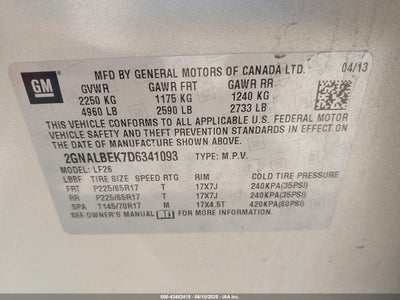 GM
MFD BY GENERAL MOTORS OF CANADA LTD. 04/13
GVWR GAWR FRT GAWR RR
2250 KG 1175 KG 1240 KG
4960 LB 2590 LB 2733 LB
THIS VEHICLE CONFORMS TO ALL APPLICABLE U.S. FEDERAL MOTOR
VEHICLE SAFETY AND THEFT PREVENTION STANDARDS IN EFFECT ON THE
DATE OF MANUFACTURE SHOWN ABOVE.
2GNALBEK7D6341093 TYPE: M.P.V.
MODEL: LF26
LBBF TIRE SIZE SPEED RTG RIM COLD TIRE PRESSURE
FRT P225/65R17 T 17X7J 240KPA(35PSI)
RR P225/65R17 T 17X7J 240KPA(35PSI)
SPA T145/70R17 M 17X4.5T 420KPA(60PSI)
SEE OWNER'S MANUAL FOR MORE INFORMATION.